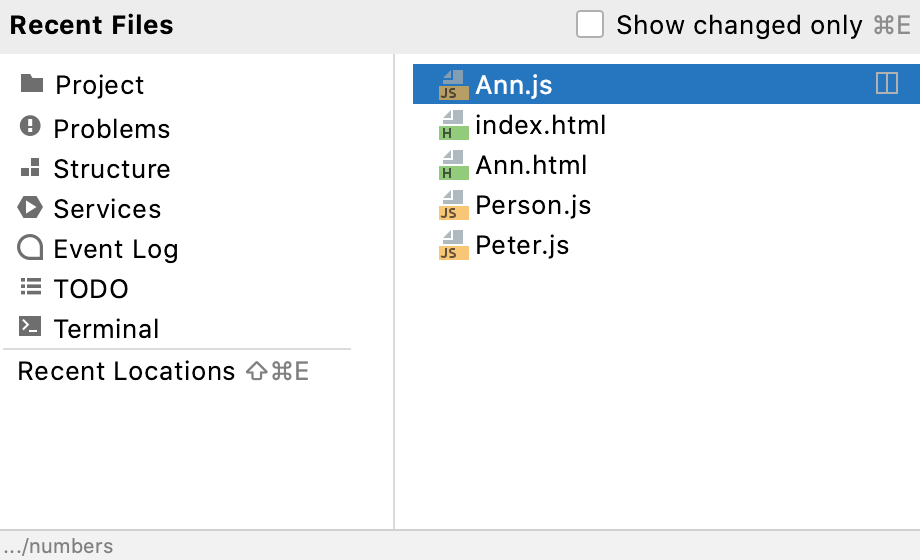 Recent Files
Show changed only ⌘E
Project
Problems
Structure
Services
Event Log
TODO
Terminal
Recent Locations ⇧⌘E
JS Ann.js
H index.html
H Ann.html
JS Person.js
JS Peter.js
.../numbers